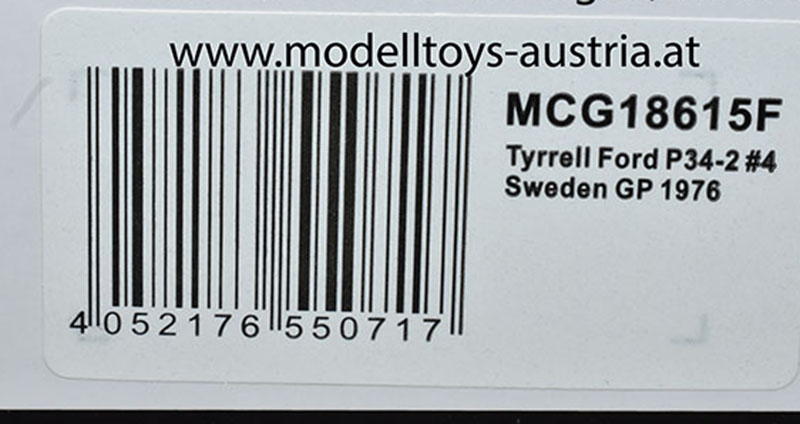 www.modelltoys-austria.at
MCG18615F
Tyrrell Ford P34-2 #4
Sweden GP 1976
4 052176 550717